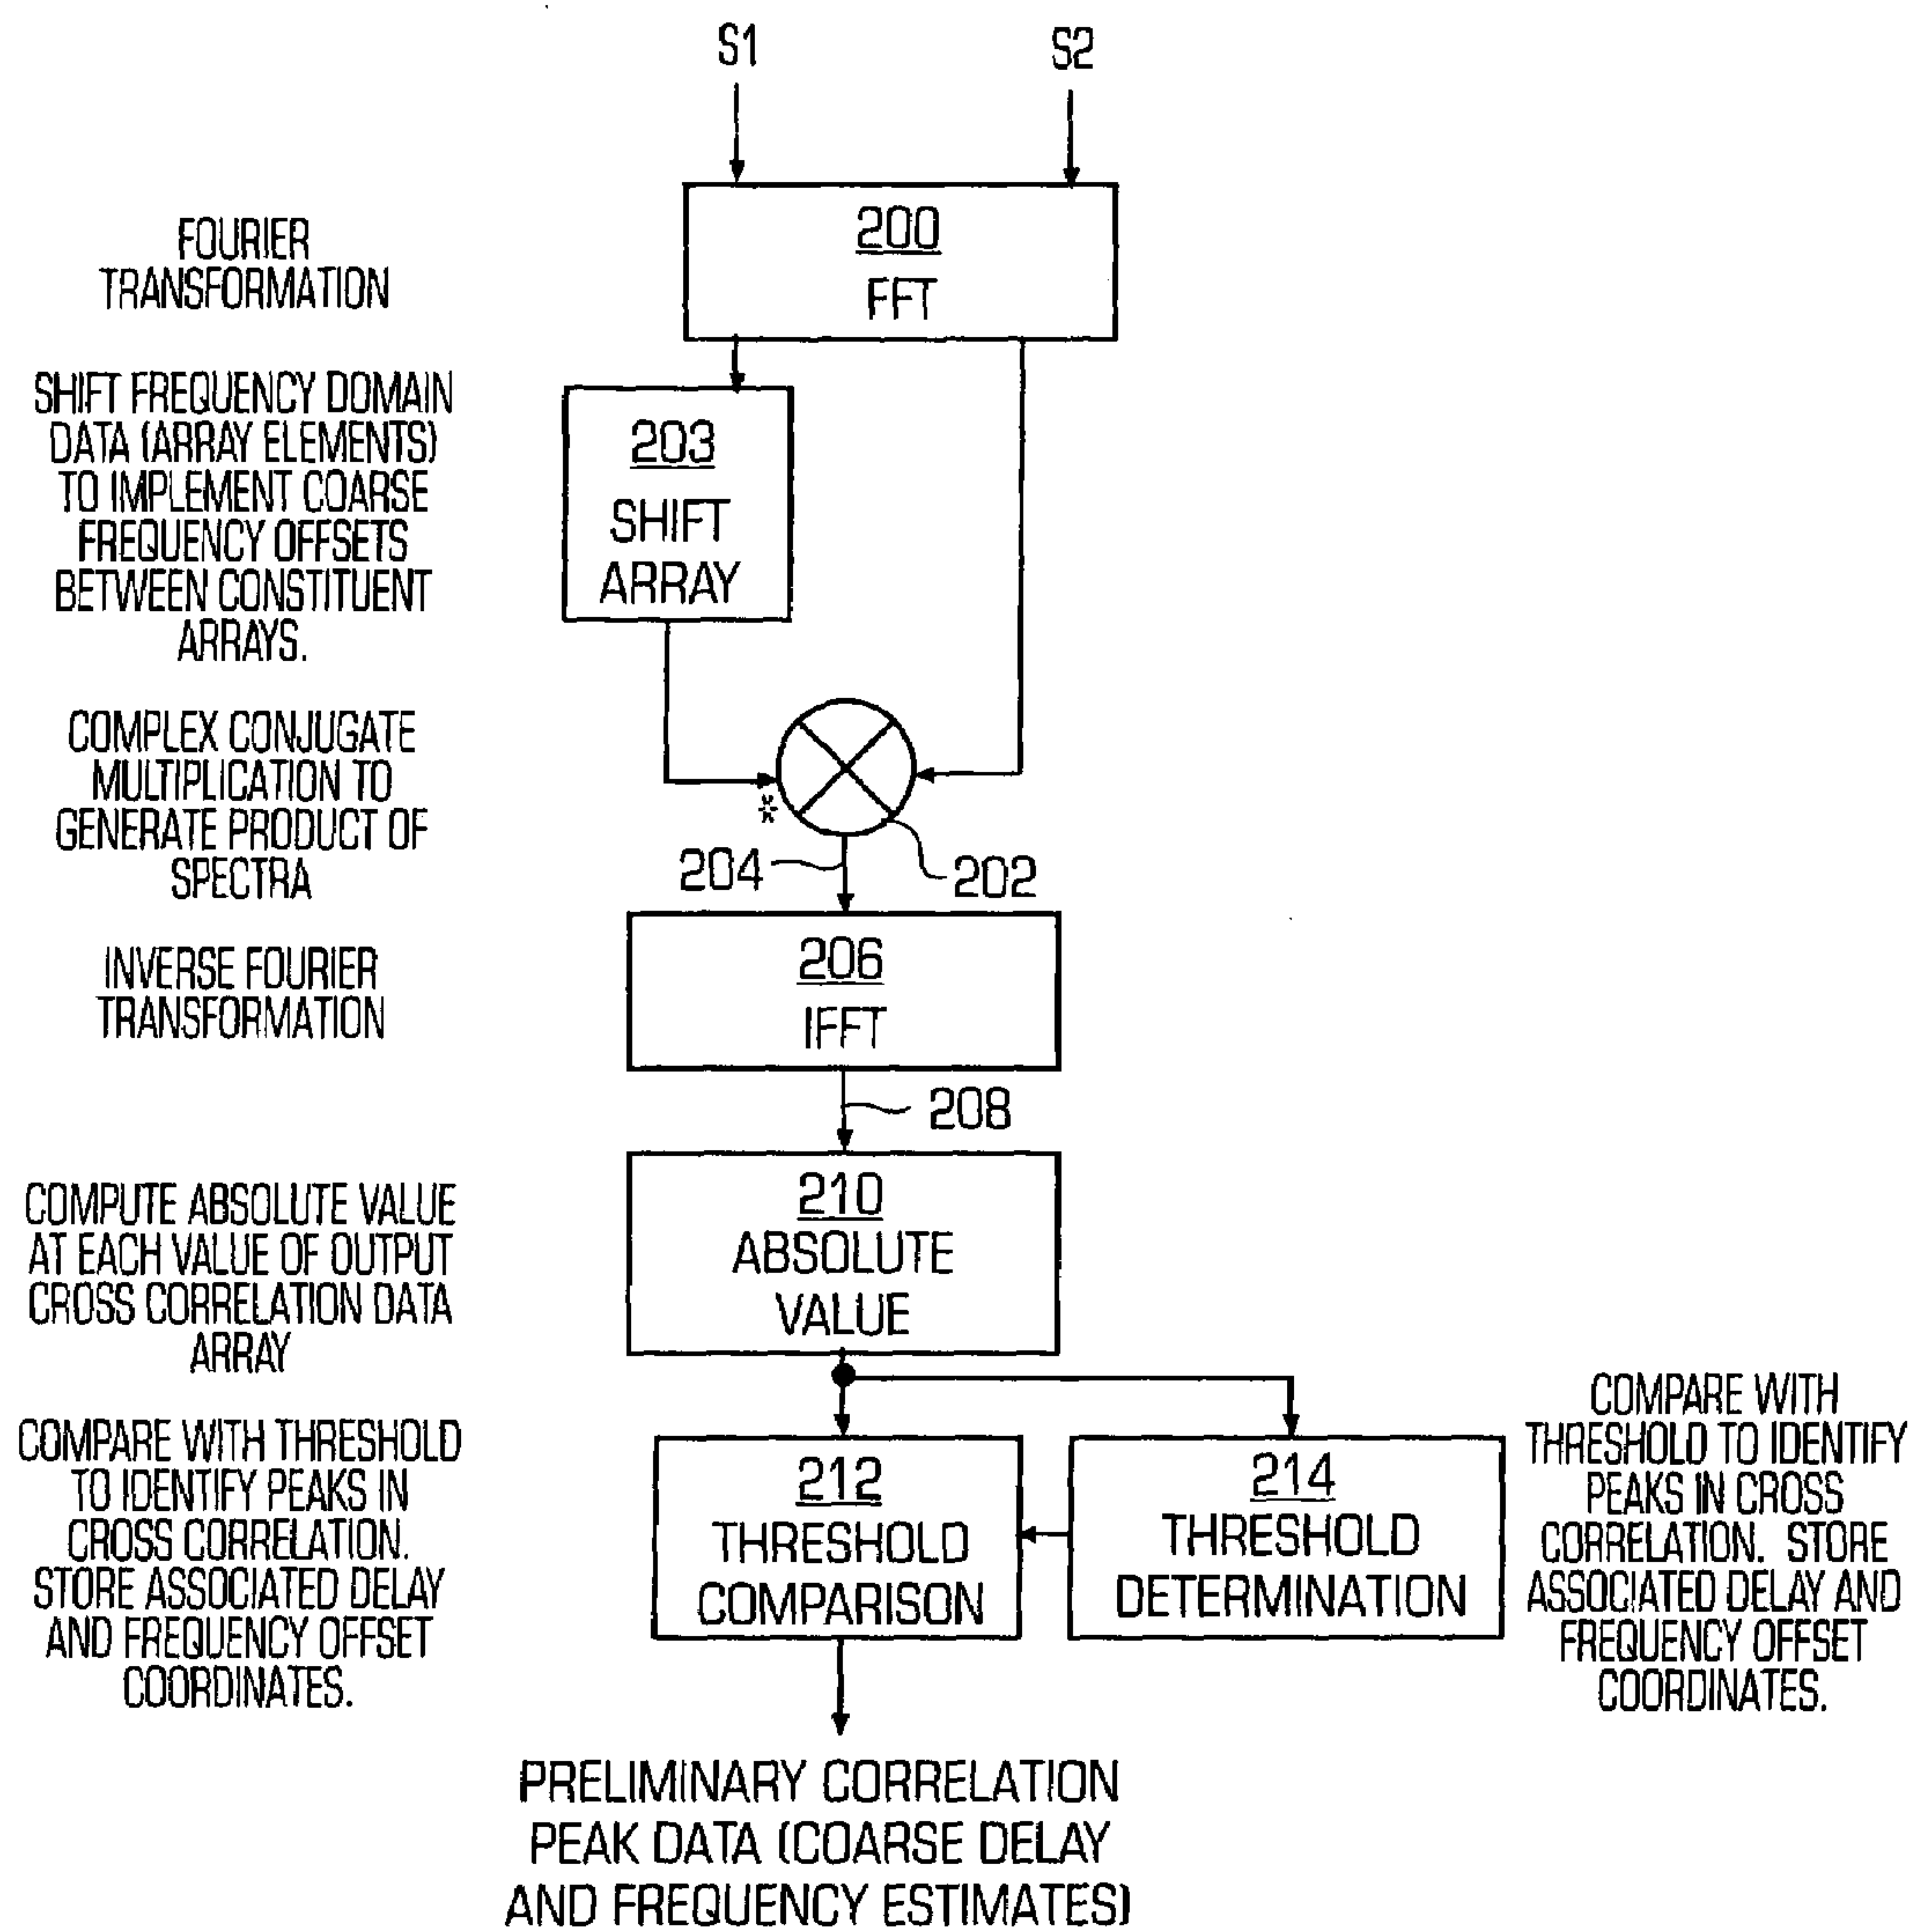 S1
S2
FOURIER
TRANSFORMATION
200
FFT
SHIFT FREQUENCY DOMAIN
DATA (ARRAY ELEMENTS)
TO IMPLEMENT COARSE
FREQUENCY OFFSETS
BETWEEN CONSTITUENT
ARRAYS.
203
SHIFT
ARRAY
COMPLEX CONJUGATE
MULTIPLICATION TO
GENERATE PRODUCT OF
SPECTRA
*
204
202
INVERSE FOURIER
TRANSFORMATION
206
IFFT
208
COMPUTE ABSOLUTE VALUE
AT EACH VALUE OF OUTPUT
CROSS CORRELATION DATA
ARRAY
210
ABSOLUTE
VALUE
COMPARE WITH THRESHOLD
TO IDENTIFY PEAKS IN
CROSS CORRELATION.
STORE ASSOCIATED DELAY
AND FREQUENCY OFFSET
COORDINATES.
212
THRESHOLD
COMPARISON
214
THRESHOLD
DETERMINATION
COMPARE WITH
THRESHOLD TO IDENTIFY
PEAKS IN CROSS
CORRELATION. STORE
ASSOCIATED DELAY AND
FREQUENCY OFFSET
COORDINATES.
PRELIMINARY CORRELATION
PEAK DATA (COARSE DELAY
AND FREQUENCY ESTIMATES)